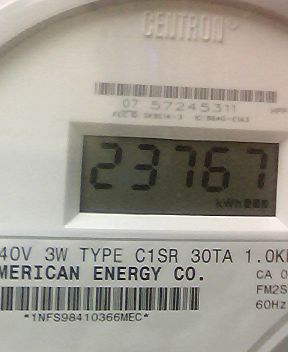 CENTRON®
07 57245311
23767
kWh
40V 3W TYPE C1SR 30TA 1.0K
MERICAN ENERGY CO.
CA 0
FM2S
60Hz
*1NFS98410366MEC*